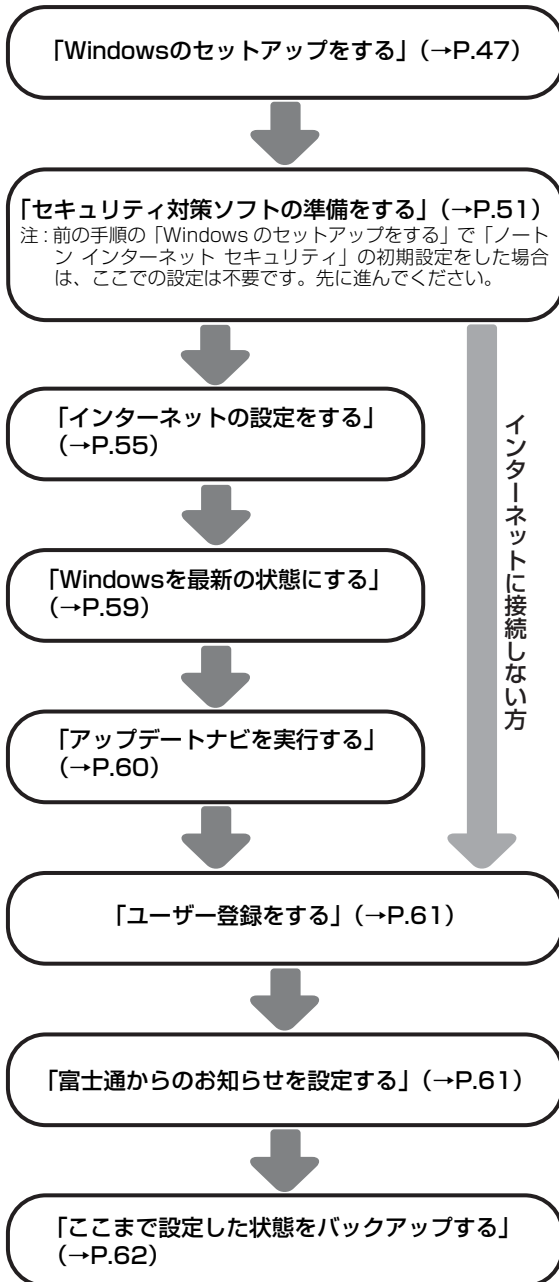 「Windowsのセットアップをする」（→P.47）
「セキュリティ対策ソフトの準備をする」（→P.51）
注：前の手順の「Windows のセットアップをする」で「ノート
ン インターネット セキュリティ」の初期設定をした場合
は、ここでの設定は不要です。先に進んでください。
「インターネットの設定をする」
（→P.55）
「Windowsを最新の状態にする」
（→P.59）
「アップデートナビを実行する」
（→P.60）
インターネットに接続しない方
「ユーザー登録をする」（→P.61）
「富士通からのお知らせを設定する」（→P.61）
「ここまで設定した状態をバックアップする」
（→P.62）